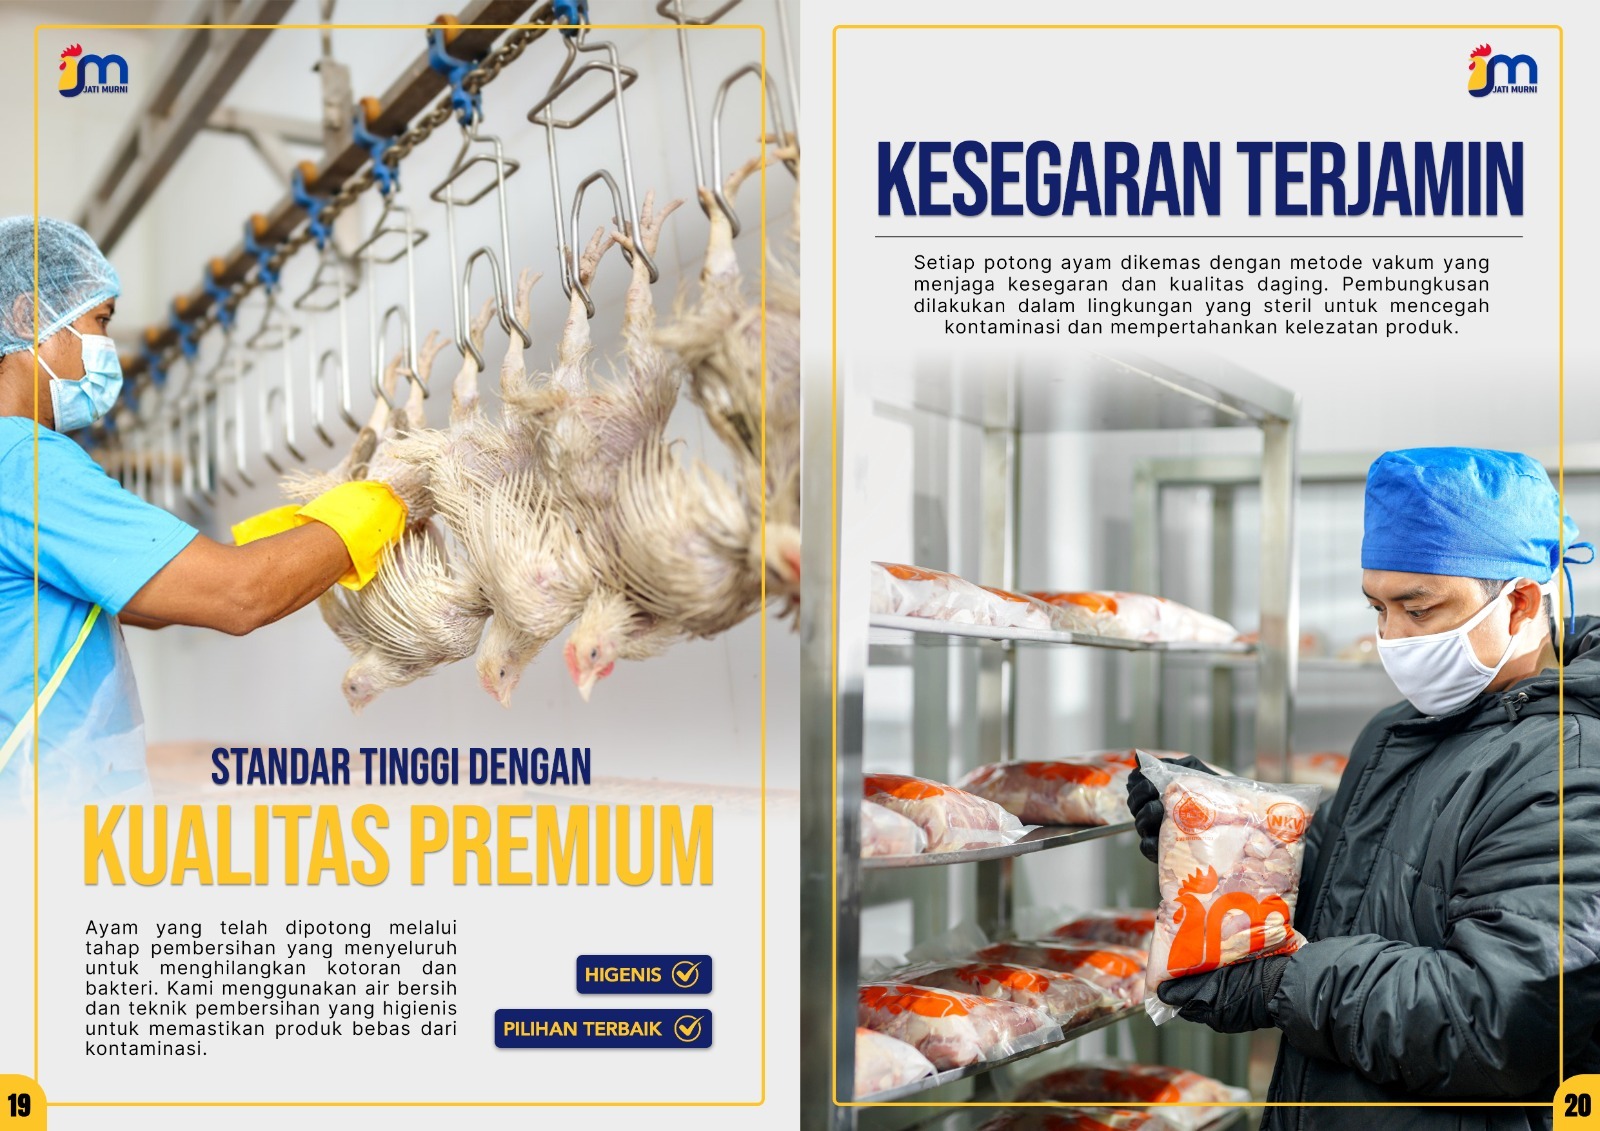 JATI MURNI
STANDAR TINGGI DENGAN
KUALITAS PREMIUM
Ayam yang telah dipotong melalui
tahap pembersihan yang menyeluruh
untuk menghilangkan kotoran dan
bakteri. Kami menggunakan air bersih
dan teknik pembersihan yang higienis
untuk memastikan produk bebas dari
kontaminasi.
HIGENIS
PILIHAN TERBAIK
19
JATI MURNI
KESEGARAN TERJAMIN
Setiap potong ayam dikemas dengan metode vakum yang
menjaga kesegaran dan kualitas daging. Pembungkusan
dilakukan dalam lingkungan yang steril untuk mencegah
kontaminasi dan mempertahankan kelezatan produk.
NKV
jm
20